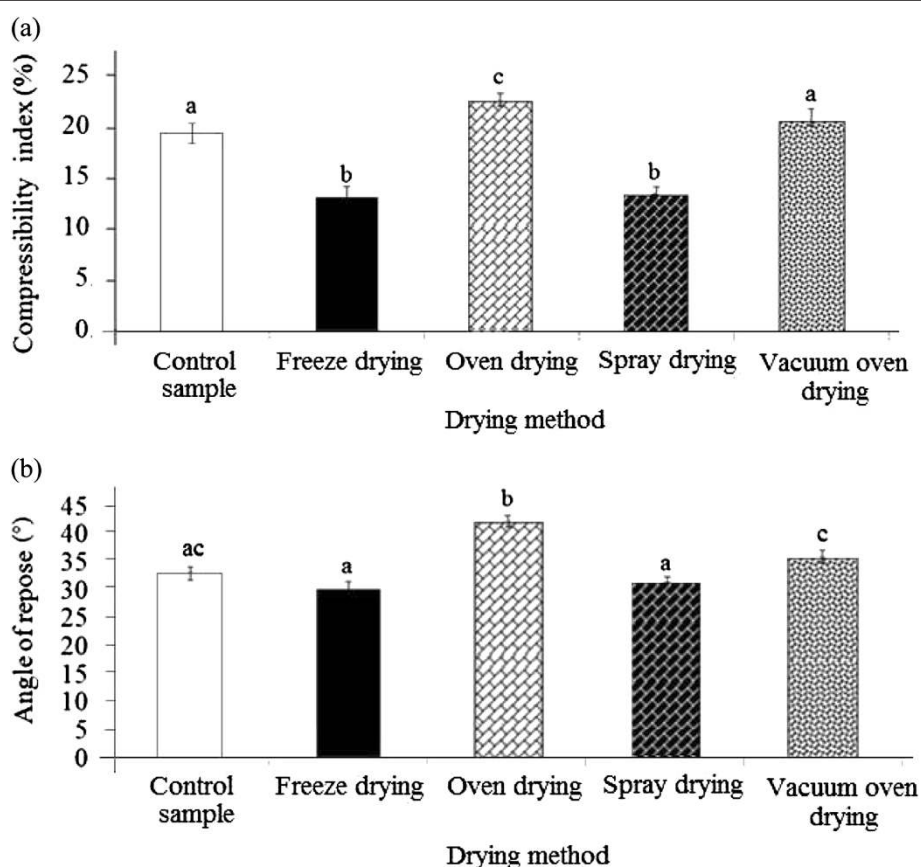 (a)
Compressibility index (%)
25
20
15
10
5
0
a
b
c
b
a
Control
sample
Freeze drying
Oven drying
Spray drying
Vacuum oven
drying
Drying method
(b)
Angle of repose (°)
45
40
35
30
25
20
15
10
5
0
ac
a
b
a
c
Control
sample
Freeze drying
Oven drying
Spray drying
Vacuum oven
drying
Drying method